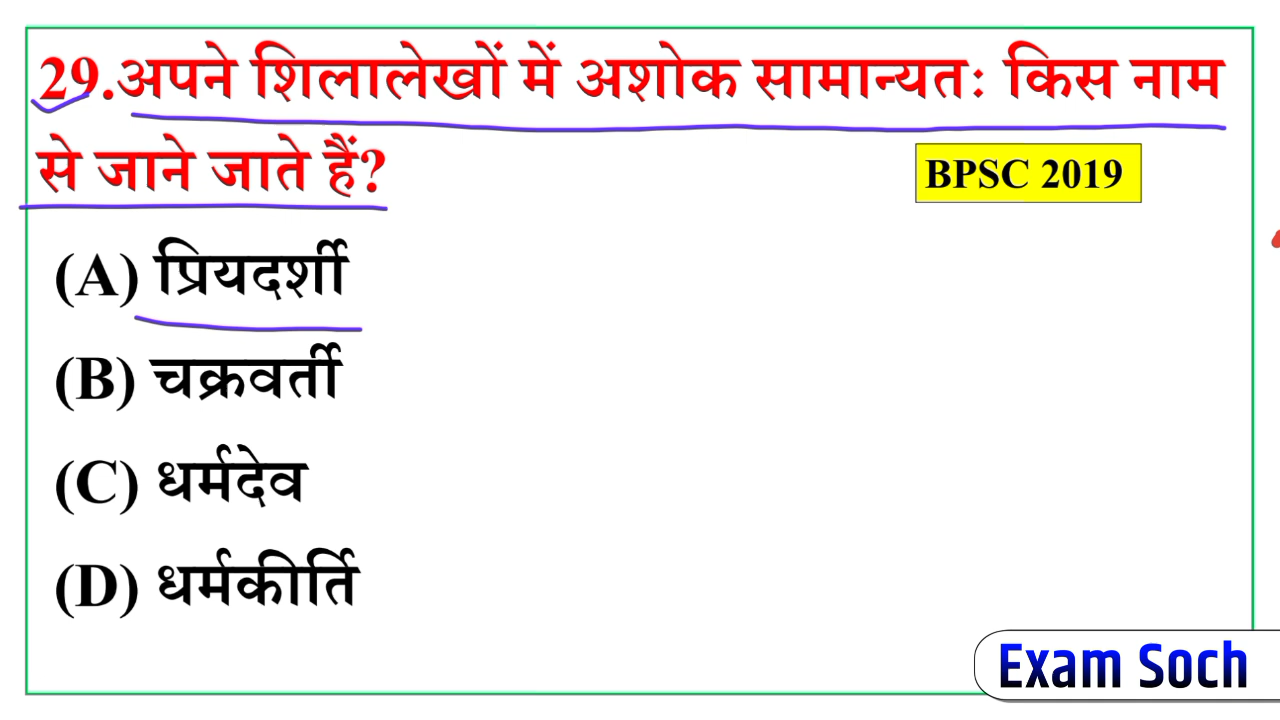 29.अपने शिलालेखों में अशोक सामान्यतः किस नाम
से जाने जाते हैं?
BPSC 2019
(A) प्रियदर्शी
(B) चक्रवर्ती
(C) धर्मदेव
(D) धर्मकीर्ति
Exam Soch